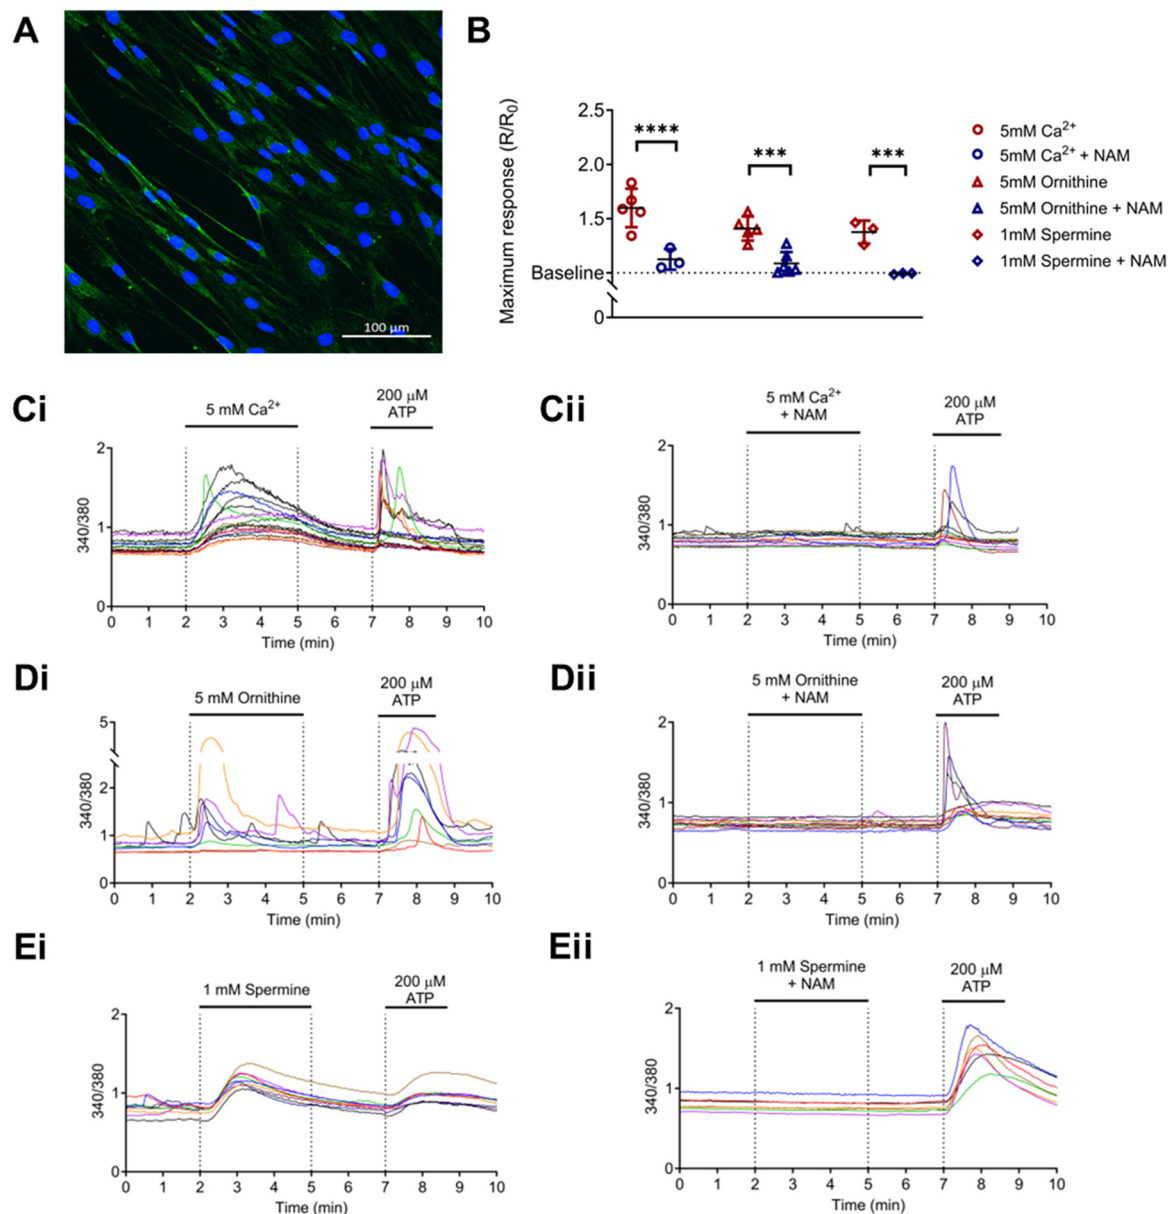 A
100 µm
B
Maximum response (R/R0)
2.5
2.0
1.5
Baseline
0
****
***
***
5mM Ca2+
5mM Ca2+ + NAM
5mM Ornithine
5mM Ornithine + NAM
1mM Spermine
1mM Spermine + NAM
Ci
5 mM Ca2+
200 µM
ATP
340/380
2
1
0
0 1 2 3 4 5 6 7 8 9 10
Time (min)
Cii
5 mM Ca2+
+ NAM
200 µM
ATP
340/380
2
1
0
0 1 2 3 4 5 6 7 8 9 10
Time (min)
Di
5 mM Ornithine
200 µM
ATP
340/380
5
2
1
0
0 1 2 3 4 5 6 7 8 9 10
Time (min)
Dii
5 mM Ornithine
+ NAM
200 µM
ATP
340/380
2
1
0
0 1 2 3 4 5 6 7 8 9 10
Time (min)
Ei
1 mM Spermine
200 µM
ATP
340/380
2
1
0
0 1 2 3 4 5 6 7 8 9 10
Time (min)
Eii
1 mM Spermine
+ NAM
200 µM
ATP
340/380
2
1
0
0 1 2 3 4 5 6 7 8 9 10
Time (min)